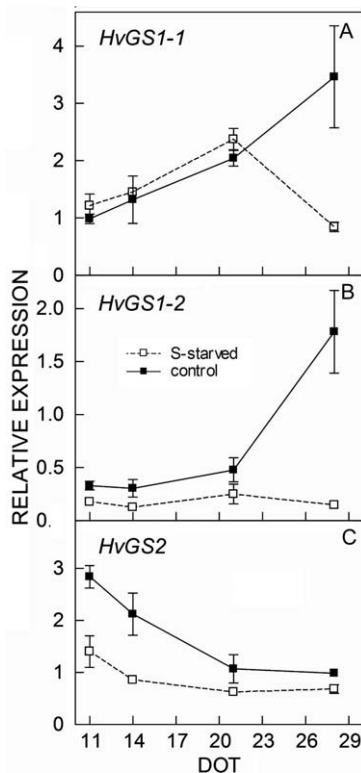 HvGS1-1
A
4
3
2
1
0
HvGS1-2
B
S-starved
control
2.0
1.5
1.0
0.5
0.
HvGS2
C
3
2
1
0
11 14 17 20 23 26 29
DOT
RELATIVE EXPRESSION